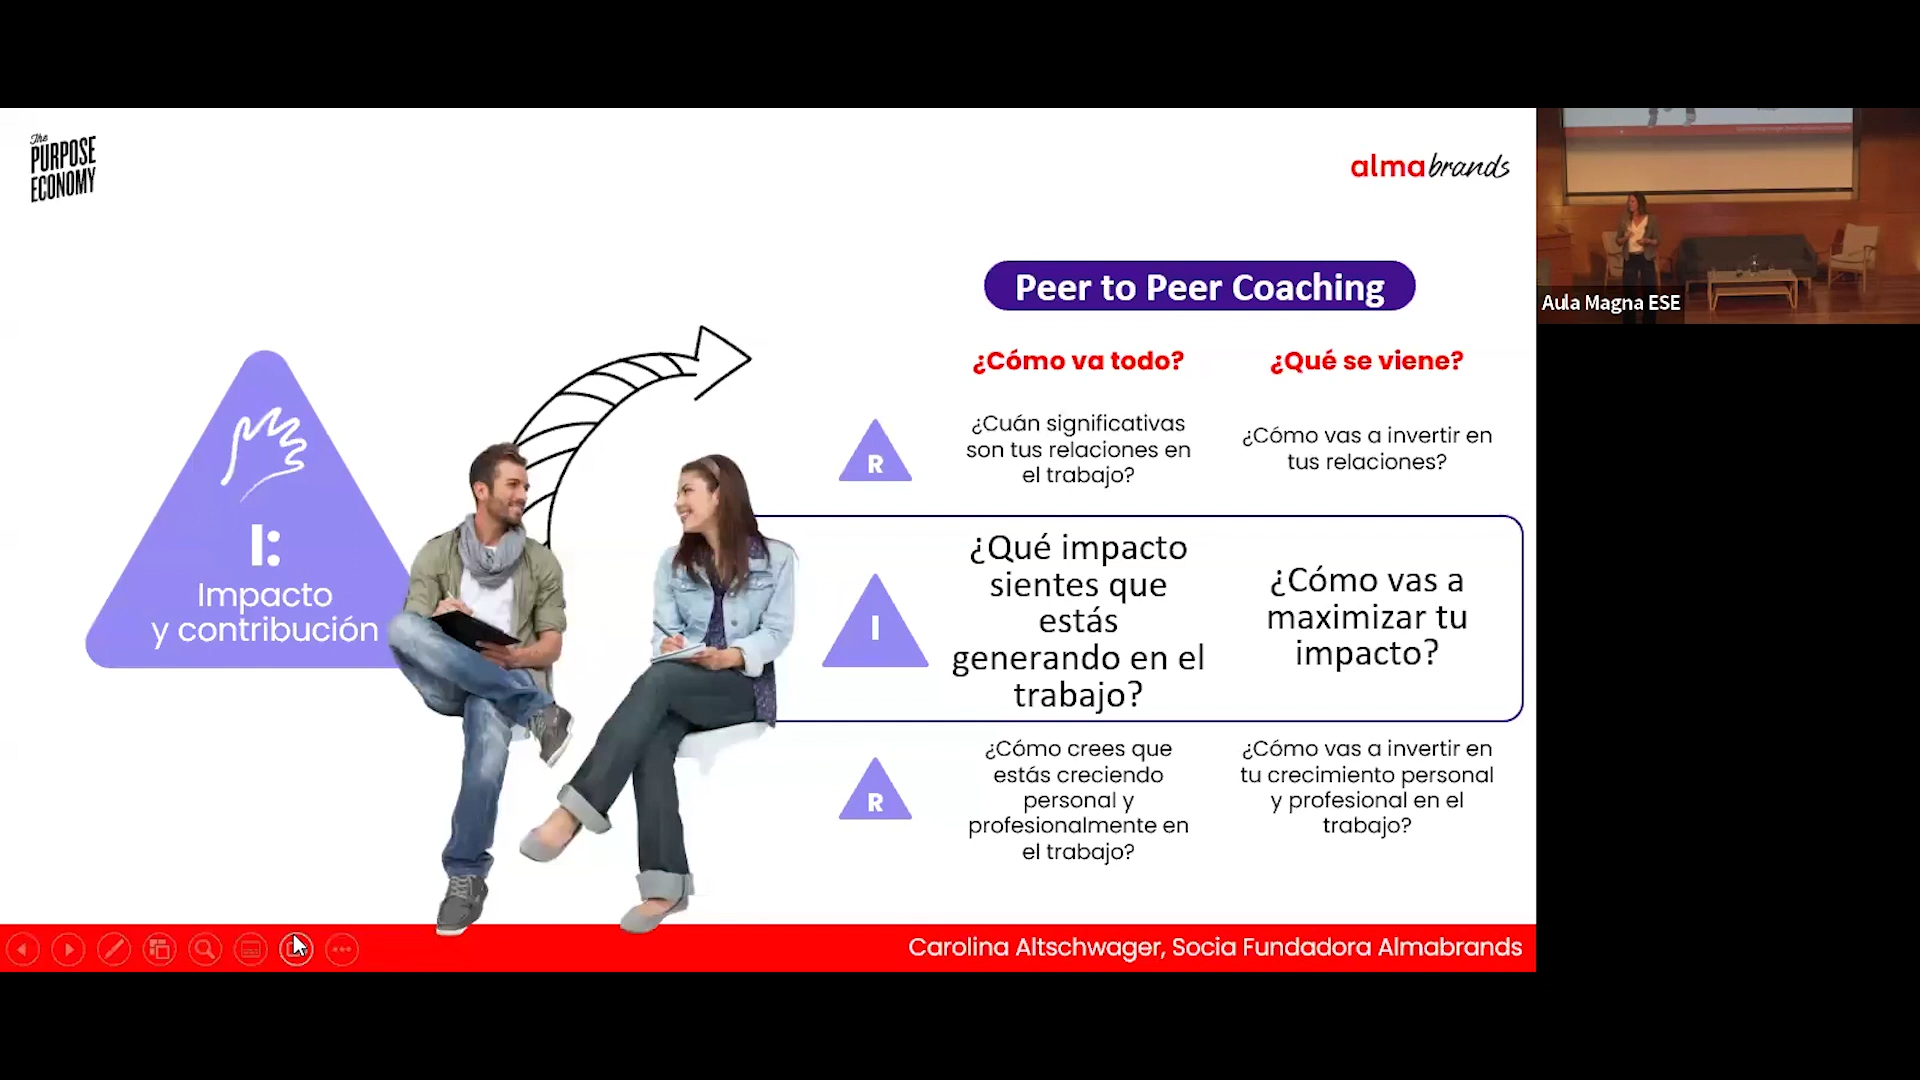 The
PURPOSE
ECONOMY
almabrands
Peer to Peer Coaching
¿Cómo va todo?
¿Qué se viene?
R
¿Cuán significativas
son tus relaciones en
el trabajo?
¿Cómo vas a invertir en
tus relaciones?
I:
Impacto
y contribución
I
¿Qué impacto
sientes que
estás
generando en el
trabajo?
¿Cómo vas a
maximizar tu
impacto?
R
¿Cómo crees que
estás creciendo
personal y
profesionalmente en
el trabajo?
¿Cómo vas a invertir en
tu crecimiento personal
y profesional en el
trabajo?
Carolina Altschwager, Socia Fundadora Almabrands
Aula Magna ESE